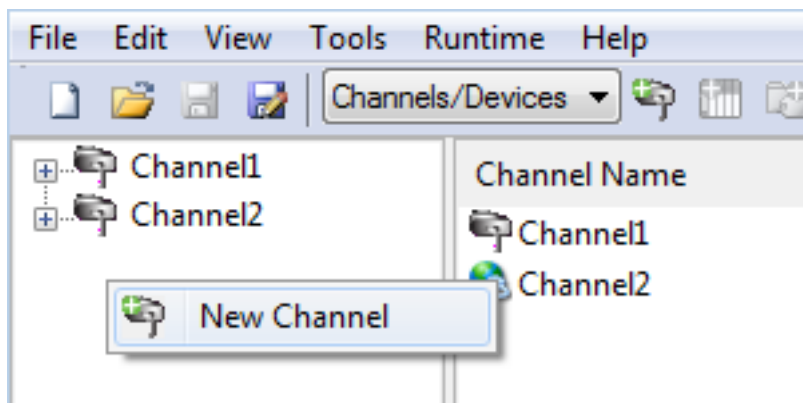 File Edit View Tools Runtime Help
Channels/Devices
Channel1
Channel2
Channel Name
Channel1
Channel2
New Channel